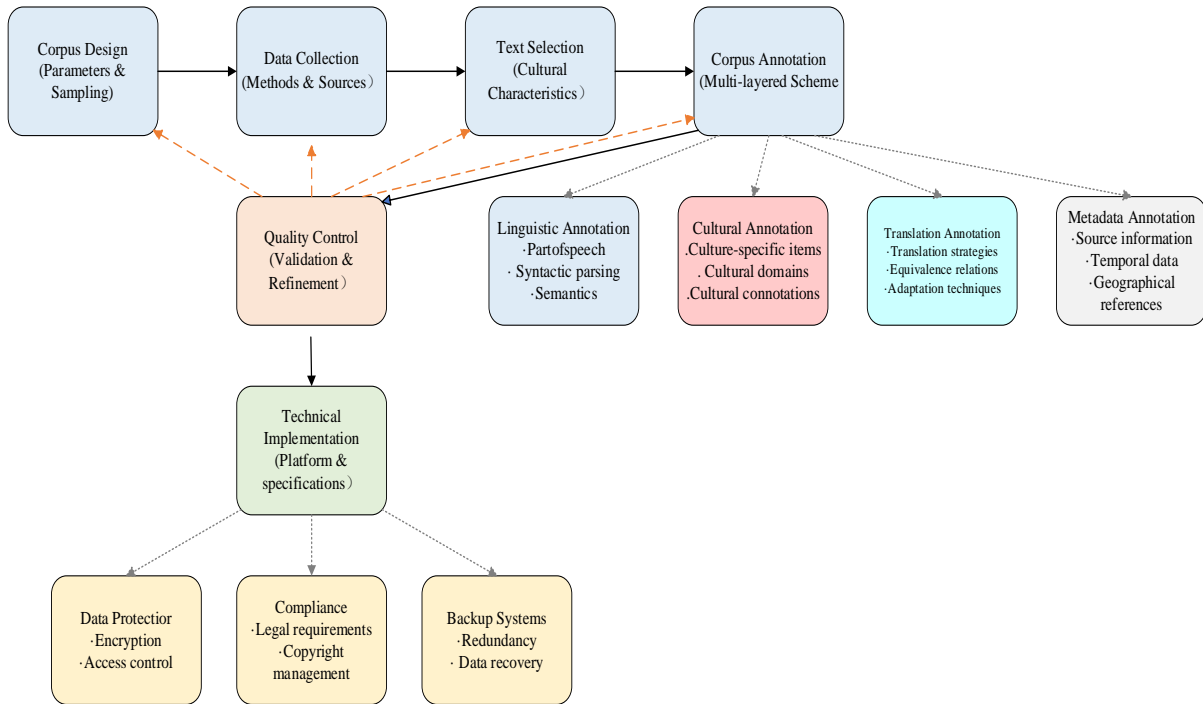 Corpus Design
(Parameters &
Sampling)
Data Collection
(Methods & Sources）
Text Selection
(Cultural
Characteristics）
Corpus Annotation
(Multi-layered Scheme
Quality Control
(Validation &
Refinement）
Linguistic Annotation
·Partofspeech
· Syntactic parsing
·Semantics
Cultural Annotation
.Culture-specific items
. Cultural domains
.Cultural connotations
Translation Annotation
·Translation strategies
·Equivalence relations
·Adaptation techniques
Metadata Annotation
·Source information
·Temporal data
·Geographical
references
Technical
Implementation
(Platform &
specifications）
Data Protectior
·Encryption
·Access control
Compliance
·Legal requirements
·Copyright
management
Backup Systems
·Redundancy
· Data recovery